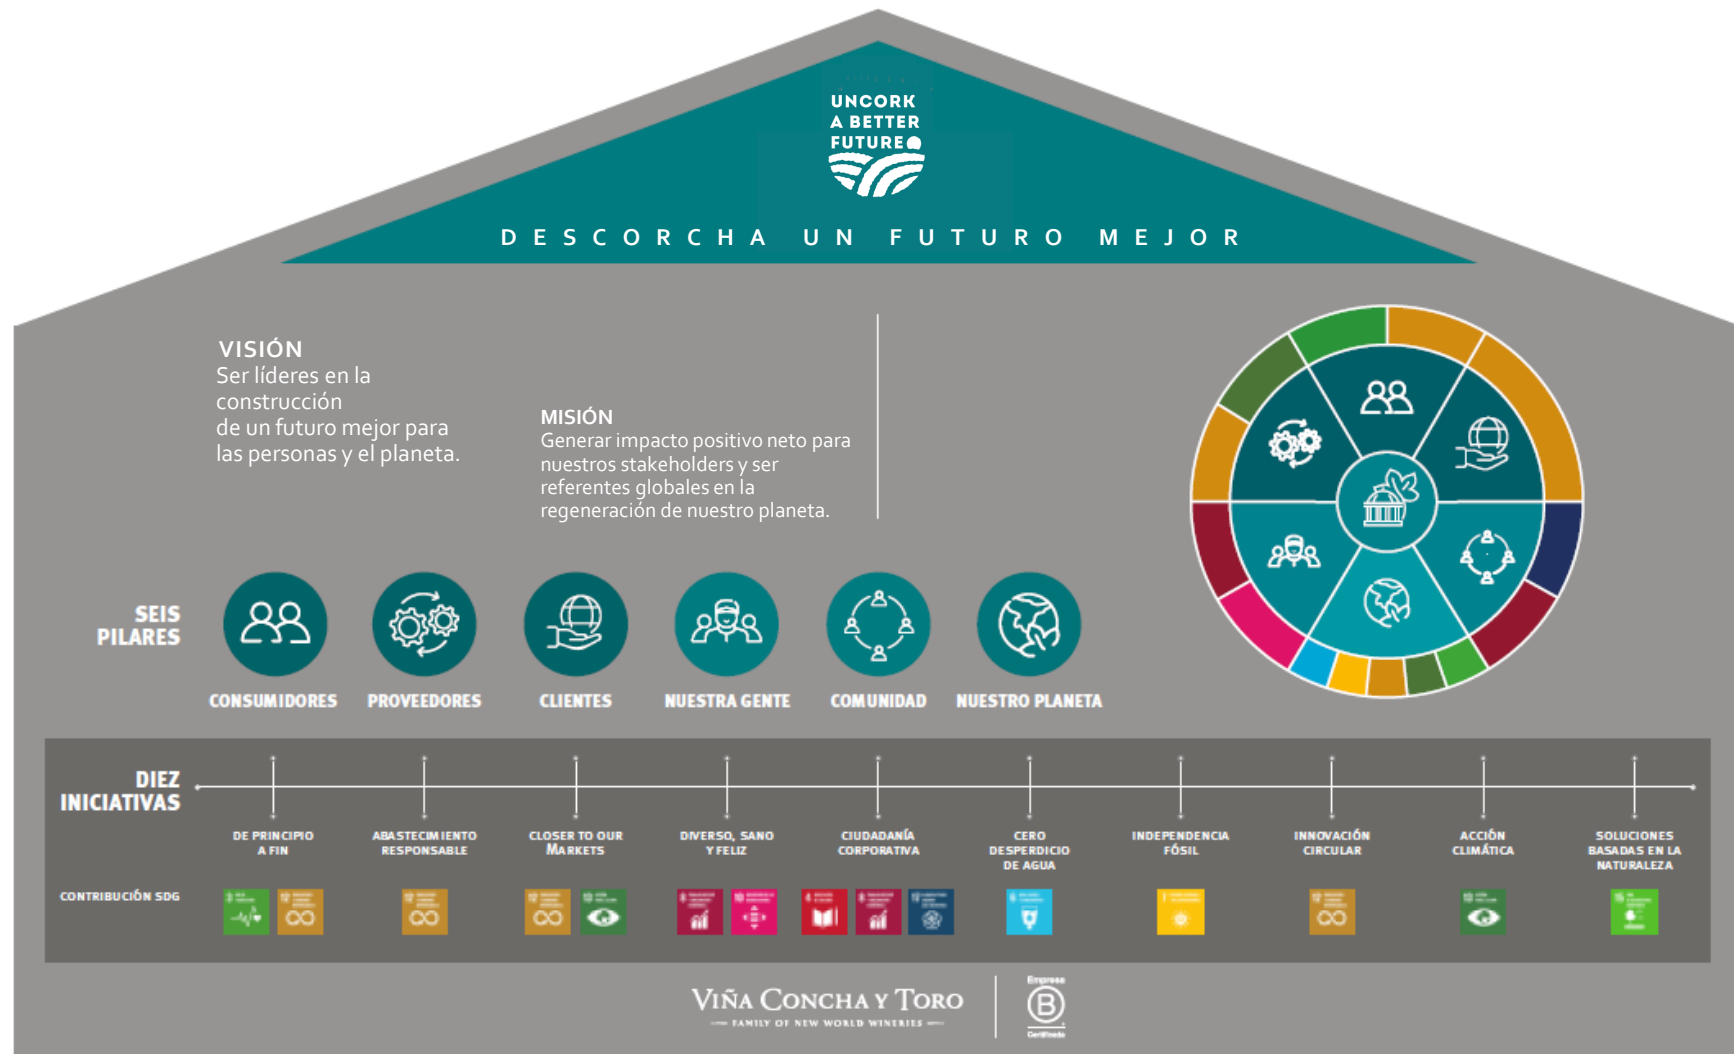 UNCORK
A BETTER
FUTURE
DESCORCHA UN FUTURO MEJOR
VISIÓN
Ser líderes en la
construcción
de un futuro mejor para
las personas y el planeta.
MISIÓN
Generar impacto positivo neto para
nuestros stakeholders y ser
referentes globales en la
regeneración de nuestro planeta.
SEIS
PILARES
CONSUMIDORES
PROVEEDORES
CLIENTES
NUESTRA GENTE
COMUNIDAD
NUESTRO PLANETA
DIEZ
INICIATIVAS
DE PRINCIPIO
A FIN
ABASTECIMIENTO
RESPONSABLE
CLOSER TO OUR
MARKETS
DIVERSO, SANO
Y FELIZ
CIUDADANÍA
CORPORATIVA
CERO
DESPERDICIO
DE AGUA
INDEPENDENCIA
FÓSIL
INNOVACIÓN
CIRCULAR
ACCIÓN
CLIMÁTICA
SOLUCIONES
BASADAS EN LA
NATURALEZA
CONTRIBUCIÓN SDG
VIÑA CONCHA Y TORO
FAMILY OF NEW WORLD WINERIES
Empresa
B
Certificada